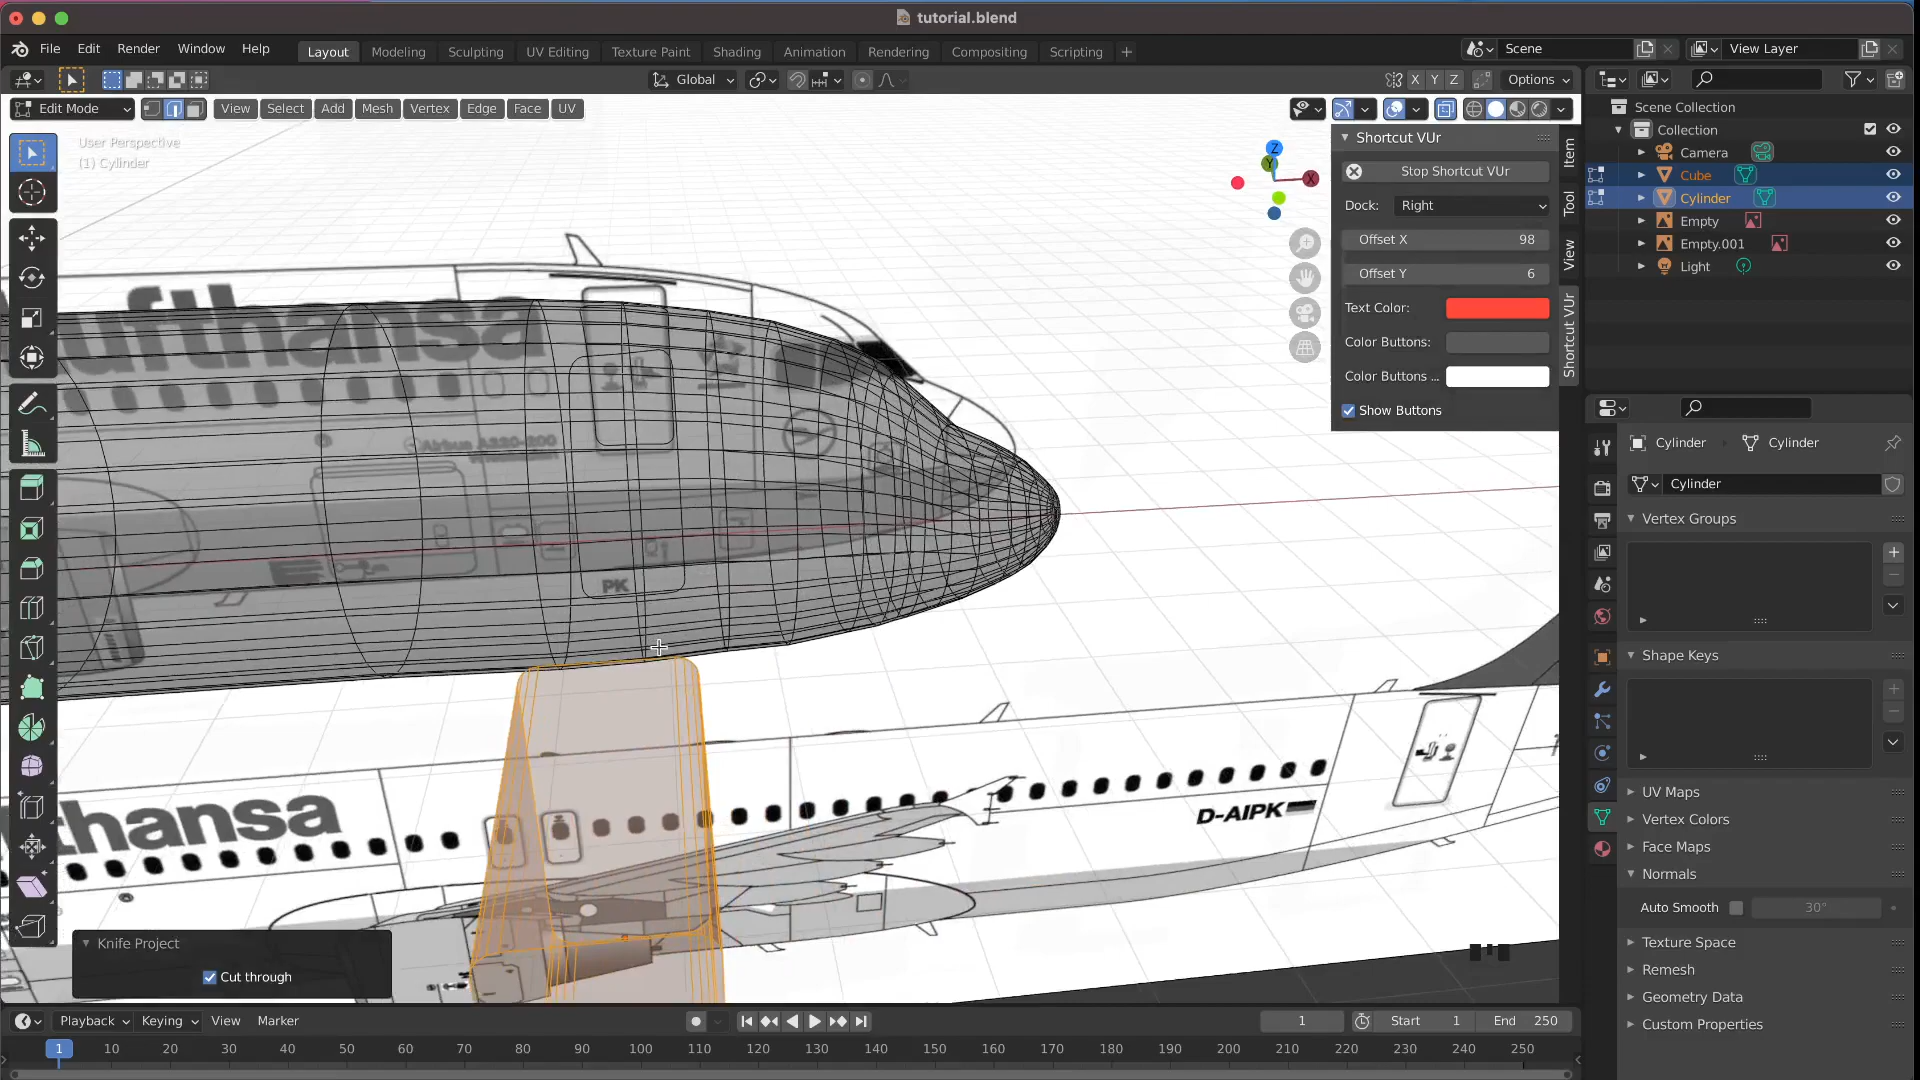 tutorial.blend
File Edit Render Window Help Layout Modeling Sculpting UV Editing Texture Paint Shading Animation Rendering Compositing Scripting + Scene View Layer
Global X Y Z Options
Edit Mode View Select Add Mesh Vertex Edge Face UV
User Perspective
(1) Cylinder
Z
Y
X
Shortcut VUr
Stop Shortcut VUr
Dock: Right
Offset X 98
Offset Y 6
Text Color:
Color Buttons:
Color Buttons ...
Show Buttons
Item
Tool
View
Shortcut VUr
Scene Collection
Collection
Camera
Cube
Cylinder
Empty
Empty.001
Light
Cylinder Cylinder
Cylinder
Vertex Groups
Shape Keys
UV Maps
Vertex Colors
Face Maps
Normals
Auto Smooth 30°
Texture Space
Remesh
Geometry Data
Custom Properties
ufthansa
Airbus A320-200
PK
thansa
D-AIPK
Knife Project
Cut through
Playback Keying View Marker 1 Start 1 End 250
1 10 20 30 40 50 60 70 80 90 100 110 120 130 140 150 160 170 180 190 200 210 220 230 240 250